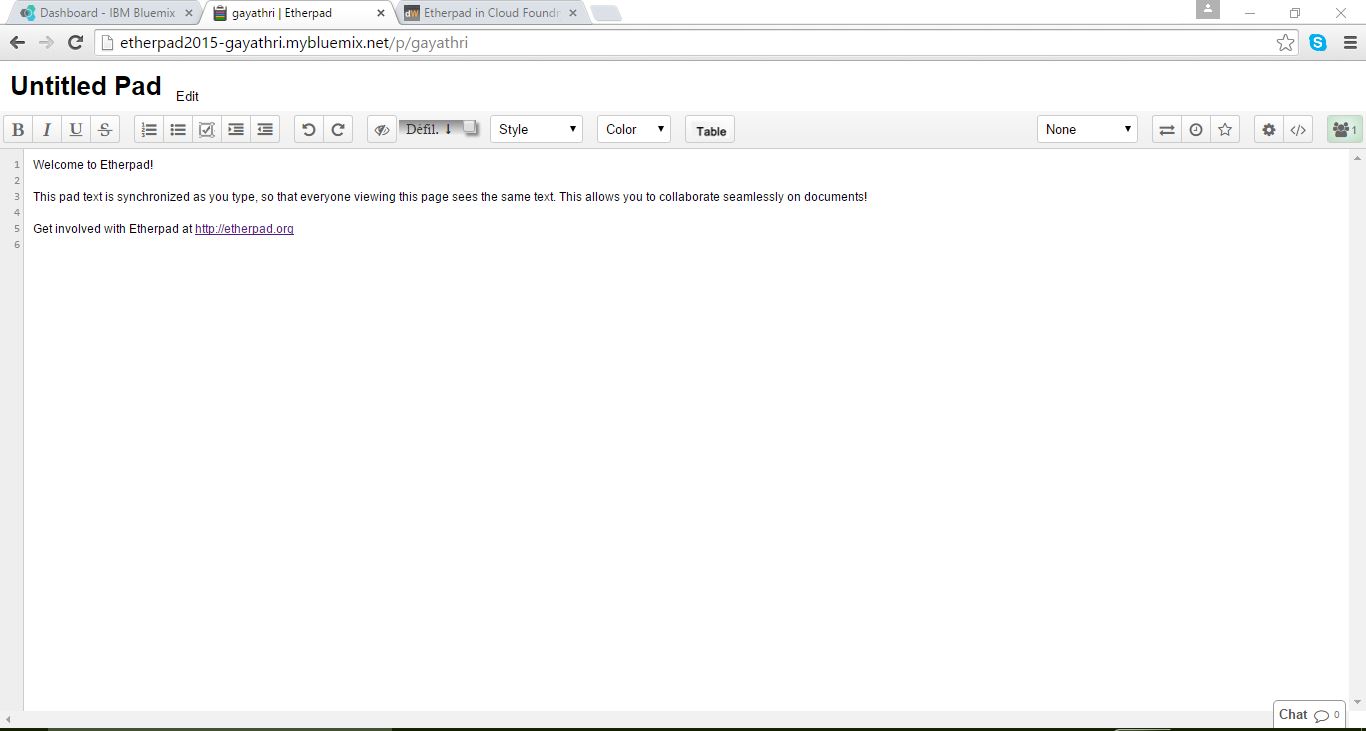 Dashboard - IBM Bluemix
gayathri | Etherpad
dW Etherpad in Cloud Foundr
etherpad2015-gayathri.mybluemix.net/p/gayathri
Untitled Pad Edit
B I U S Défil. ↓ Style Color Table None 1
1 Welcome to Etherpad!
2
3 This pad text is synchronized as you type, so that everyone viewing this page sees the same text. This allows you to collaborate seamlessly on documents!
4
5 Get involved with Etherpad at http://etherpad.org
6
Chat 0